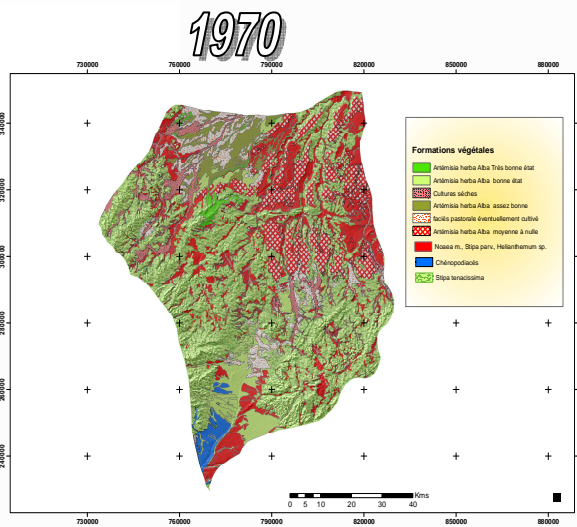 1970
730000 760000 790000 820000 850000 880000
340000
320000
300000
280000
260000
240000
Formations végétales
Artémisia herba Alba Très bonne état
Artémisia herba Alba bonne état
Cultures sèches
Artémisia herba Alba assez bonne
faciès pastorale éventuellement cultivé
Artémisia herba Alba moyenne à nulle
Noaea m., Stipa parv., Helianthemum sp.
Chénopodiacés
Stipa tenacissima
Kms
0 5 10 20 30 40
730000 760000 790000 820000 850000 880000